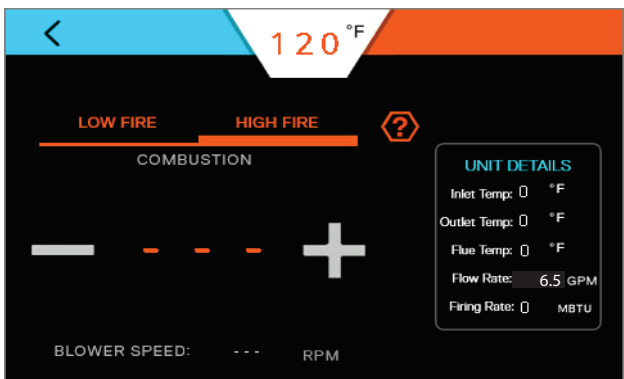 120 °F
LOW FIRE HIGH FIRE ?
COMBUSTION
- - -
UNIT DETAILS
Inlet Temp: 0 °F
Outlet Temp: 0 °F
Flue Temp: 0 °F
Flow Rate: 6.5 GPM
Firing Rate: 0 MBTU
BLOWER SPEED: --- RPM